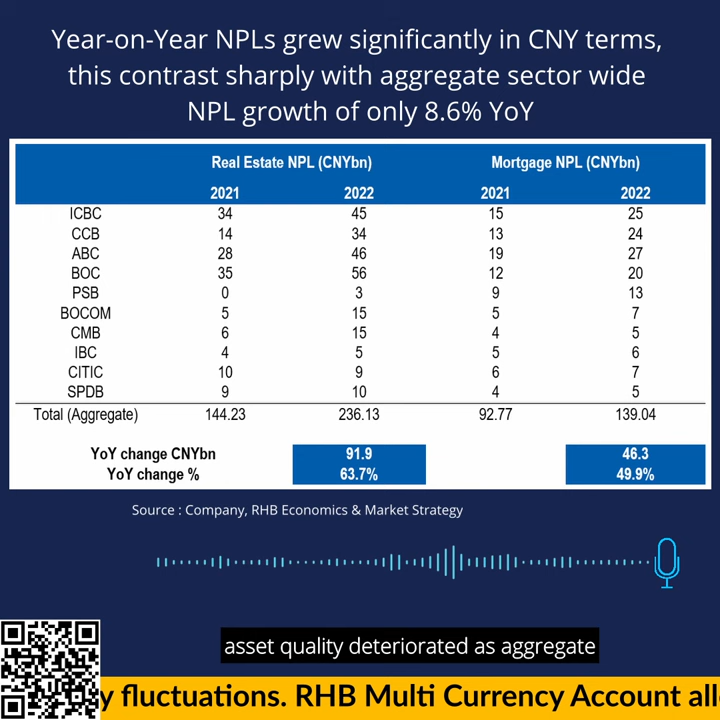 Year-on-Year NPLs grew significantly in CNY terms,
this contrast sharply with aggregate sector wide
NPL growth of only 8.6% YoY
Real Estate NPL (CNYbn) Mortgage NPL (CNYbn)
2021 2022 2021 2022
ICBC 34 45 15 25
CCB 14 34 13 24
ABC 28 46 19 27
BOC 35 56 12 20
PSB 0 3 9 13
BOCOM 5 15 5 7
CMB 6 15 4 5
IBC 4 5 5 6
CITIC 10 9 6 7
SPDB 9 10 4 5
Total (Aggregate) 144.23 236.13 92.77 139.04
YoY change CNYbn 91.9 46.3
YoY change % 63.7% 49.9%
Source : Company, RHB Economics & Market Strategy
asset quality deteriorated as aggregate
y fluctuations. RHB Multi Currency Account all